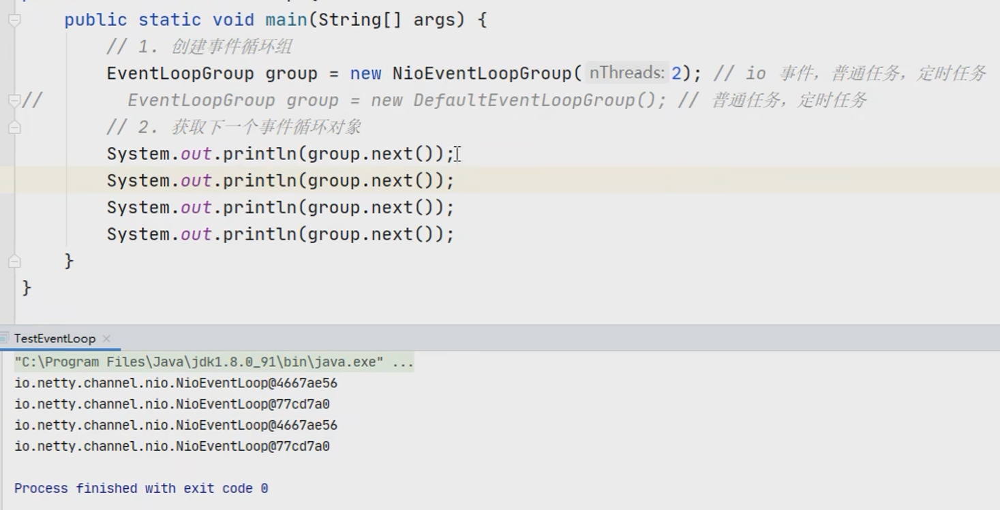 public static void main(String[] args) {
// 1. 创建事件循环组
EventLoopGroup group = new NioEventLoopGroup( nThreads: 2); // io 事件，普通任务，定时任务
// EventLoopGroup group = new DefaultEventLoopGroup(); // 普通任务，定时任务
// 2. 获取下一个事件循环对象
System.out.println(group.next());
System.out.println(group.next());
System.out.println(group.next());
System.out.println(group.next());
}
}
TestEventLoop ×
"C:\Program Files\Java\jdk1.8.0_91\bin\java.exe" ...
io.netty.channel.nio.NioEventLoop@4667ae56
io.netty.channel.nio.NioEventLoop@77cd7a0
io.netty.channel.nio.NioEventLoop@4667ae56
io.netty.channel.nio.NioEventLoop@77cd7a0
Process finished with exit code 0